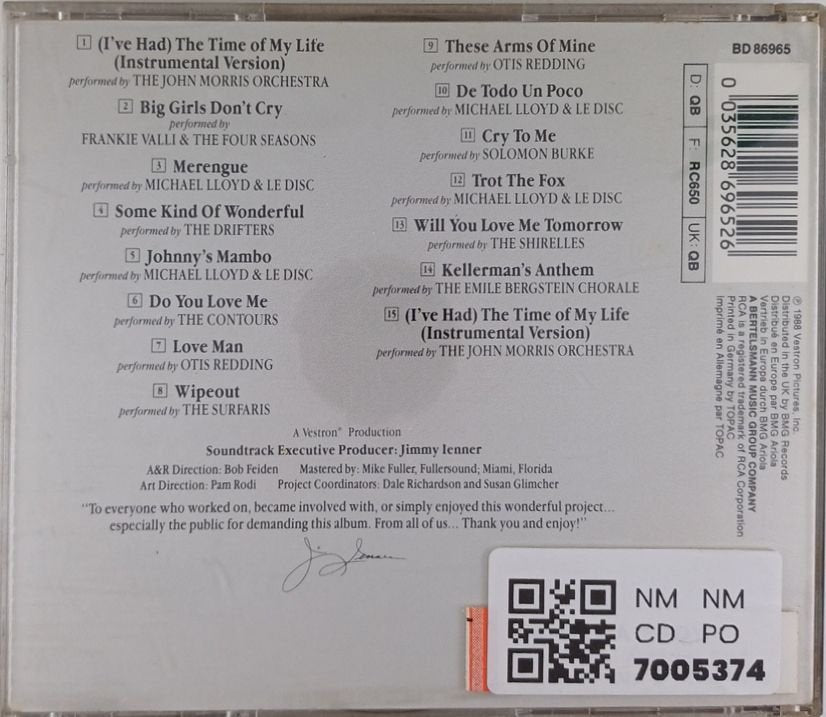 1 (I've Had) The Time of My Life
(Instrumental Version)
performed by THE JOHN MORRIS ORCHESTRA
2 Big Girls Don't Cry
performed by
FRANKIE VALLI & THE FOUR SEASONS
3 Merengue
performed by MICHAEL LLOYD & LE DISC
4 Some Kind Of Wonderful
performed by THE DRIFTERS
5 Johnny's Mambo
performed by MICHAEL LLOYD & LE DISC
6 Do You Love Me
performed by THE CONTOURS
7 Love Man
performed by OTIS REDDING
8 Wipeout
performed by THE SURFARIS
9 These Arms Of Mine
performed by OTIS REDDING
10 De Todo Un Poco
performed by MICHAEL LLOYD & LE DISC
11 Cry To Me
performed by SOLOMON BURKE
12 Trot The Fox
performed by MICHAEL LLOYD & LE DISC
13 Will You Love Me Tomorrow
performed by THE SHIRELLES
14 Kellerman's Anthem
performed by THE EMILE BERGSTEIN CHORALE
15 (I've Had) The Time of My Life
(Instrumental Version)
performed by THE JOHN MORRIS ORCHESTRA
A Vestron® Production
Soundtrack Executive Producer: Jimmy Ienner
A&R Direction: Bob Feiden Mastered by: Mike Fuller, Fullersound; Miami, Florida
Art Direction: Pam Rodi Project Coordinators: Dale Richardson and Susan Glimcher
"To everyone who worked on, became involved with, or simply enjoyed this wonderful project...
especially the public for demanding this album. From all of us... Thank you and enjoy!"
BD 86965
D: QB F: RC650 UK: QB
0 035628 696526
℗ 1988 Vestron Pictures, Inc.
Distributed in the UK by BMG Records
Distribué en Europe par BMG Ariola
Vertrieb in Europa durch BMG Ariola
A BERTELSMANN MUSIC GROUP COMPANY
RCA is a registered trademark of RCA Corporation
Printed in Germany by TOPAC
Imprimé en Allemagne par TOPAC
NM NM
CD PO
7005374